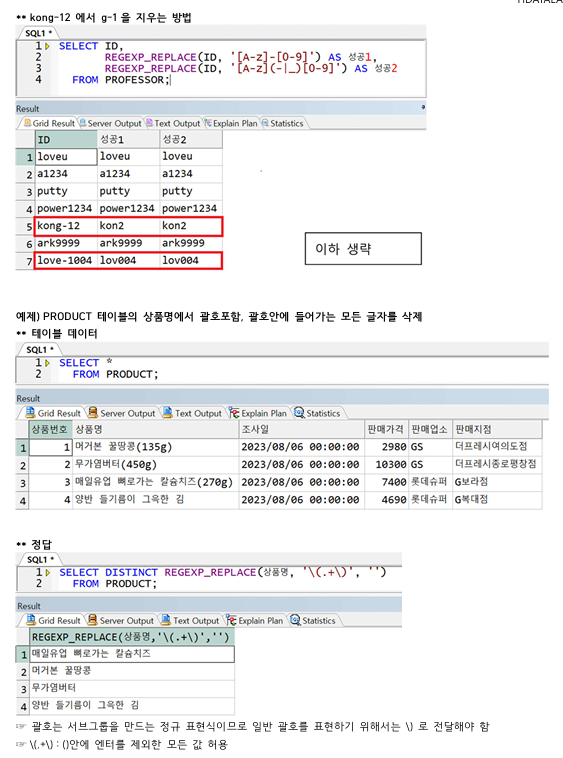 ** kong-12 에서 g-1 을 지우는 방법
SQL1 *
1 SELECT ID,
2 REGEXP_REPLACE(ID, '[A-z]-[0-9]') AS 성공1,
3 REGEXP_REPLACE(ID, '[A-z](-|_)[0-9]') AS 성공2
4 FROM PROFESSOR;
Result
Grid Result Server Output Text Output Explain Plan Statistics
ID 성공1 성공2
1 loveu loveu loveu
2 a1234 a1234 a1234
3 putty putty putty
4 power1234 power1234 power1234
5 kong-12 kon2 kon2
6 ark9999 ark9999 ark9999
7 love-1004 lov004 lov004
이하 생략
예제) PRODUCT 테이블의 상품명에서 괄호포함, 괄호안에 들어가는 모든 글자를 삭제
** 테이블 데이터
SQL1 *
1 SELECT *
2 FROM PRODUCT;
Result
Grid Result Server Output Text Output Explain Plan Statistics
상품번호 상품명 조사일 판매가격 판매업소 판매지점
1 1 머거본 꿀땅콩(135g) 2023/08/06 00:00:00 2980 GS 더프레시여의도점
2 2 무가염버터(450g) 2023/08/06 00:00:00 10300 GS 더프레시종로평창점
3 3 매일유업 뼈로가는 칼슘치즈(270g) 2023/08/06 00:00:00 7400 롯데슈퍼 G보라점
4 4 양반 들기름이 그윽한 김 2023/08/06 00:00:00 4690 롯데슈퍼 G복대점
** 정답
SQL1 *
1 SELECT DISTINCT REGEXP_REPLACE(상품명, '\(.+\)', '')
2 FROM PRODUCT;
Result
Grid Result Server Output Text Output Explain Plan Statistics
REGEXP_REPLACE(상품명,'\(.+\)','')
1 매일유업 뼈로가는 칼슘치즈
2 머거본 꿀땅콩
3 무가염버터
4 양반 들기름이 그윽한 김
☞ 괄호는 서브그룹을 만드는 정규 표현식이므로 일반 괄호를 표현하기 위해서는 \) 로 전달해야 함
☞ \(.+\) : ()안에 엔터를 제외한 모든 값 허용